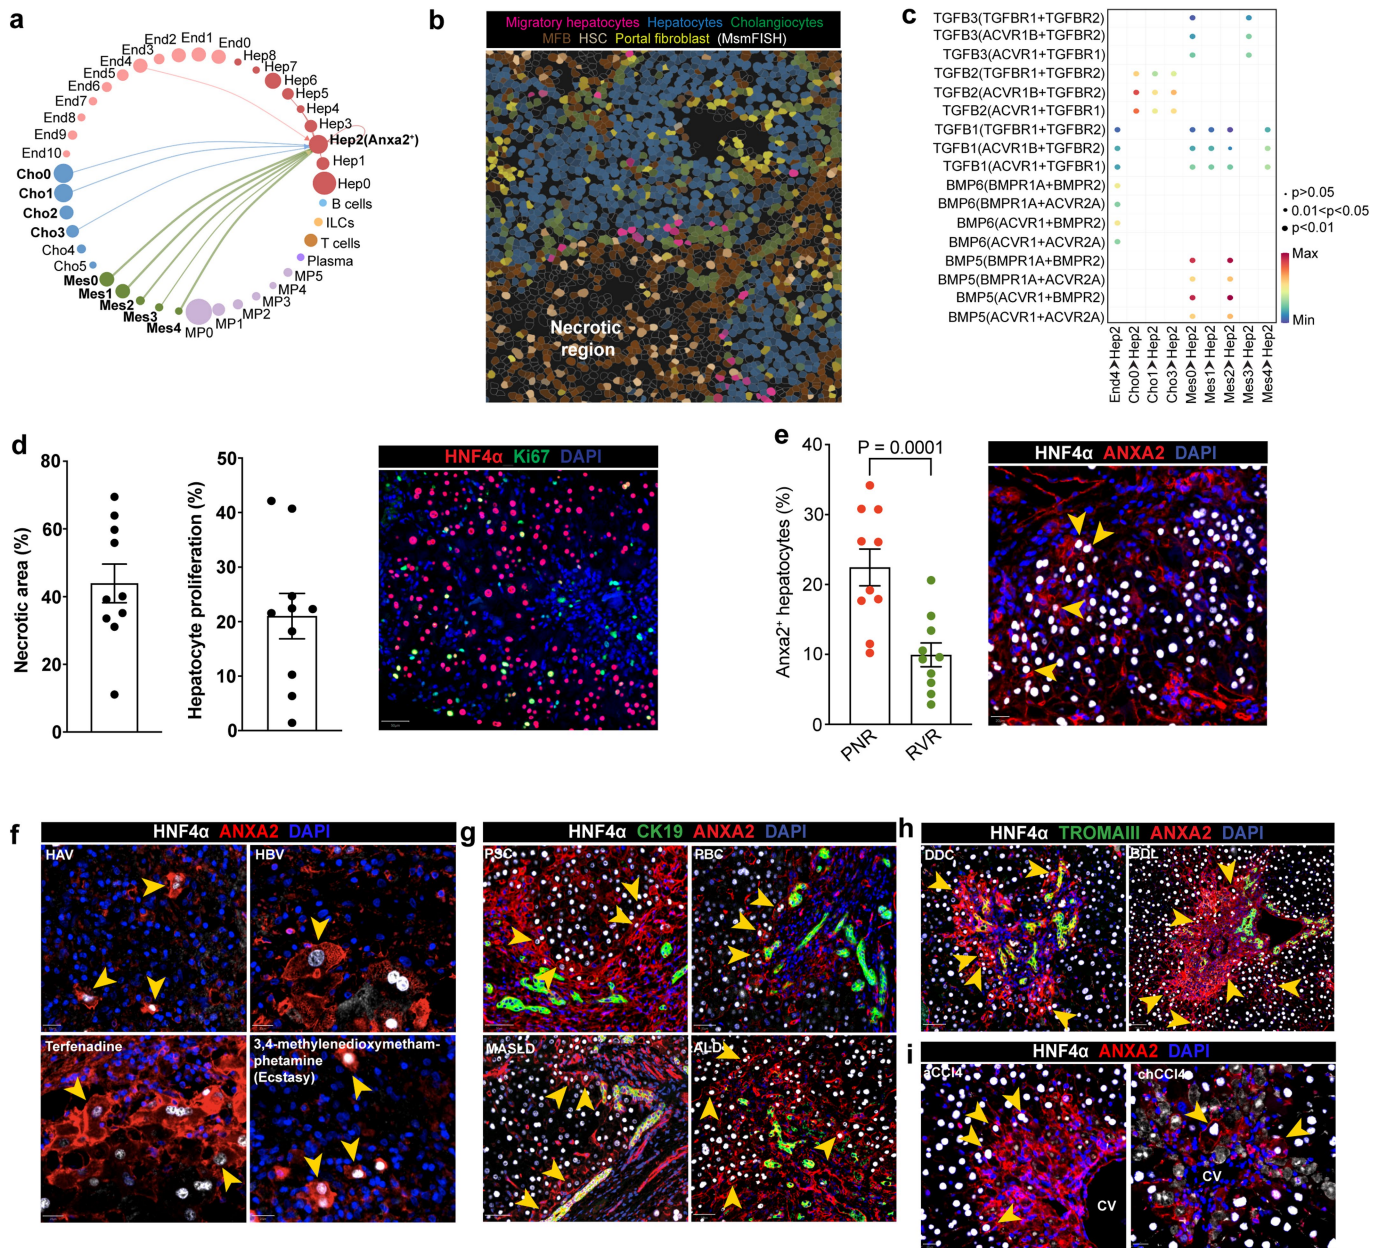 a
End0
End1
End2
End3
End4
End5
End6
End7
End8
End9
End10
Cho0
Cho1
Cho2
Cho3
Cho4
Cho5
Mes0
Mes1
Mes2
Mes3
Mes4
MP0
MP1
MP2
MP3
MP4
MP5
Plasma
T cells
ILCs
B cells
Hep0
Hep1
Hep2(Anxa2+)
Hep3
Hep4
Hep5
Hep6
Hep7
Hep8
b
Migratory hepatocytes Hepatocytes Cholangiocytes
MFB HSC Portal fibroblast (MsmFISH)
Necrotic
region
c
TGFB3(TGFBR1+TGFBR2)
TGFB3(ACVR1B+TGFBR2)
TGFB3(ACVR1+TGFBR1)
TGFB2(TGFBR1+TGFBR2)
TGFB2(ACVR1B+TGFBR2)
TGFB2(ACVR1+TGFBR1)
TGFB1(TGFBR1+TGFBR2)
TGFB1(ACVR1B+TGFBR2)
TGFB1(ACVR1+TGFBR1)
BMP6(BMPR1A+BMPR2)
BMP6(BMPR1A+ACVR2A)
BMP6(ACVR1+BMPR2)
BMP6(ACVR1+ACVR2A)
BMP5(BMPR1A+BMPR2)
BMP5(BMPR1A+ACVR2A)
BMP5(ACVR1+BMPR2)
BMP5(ACVR1+ACVR2A)
End4➤Hep2
Cho0➤Hep2
Cho1➤Hep2
Cho3➤Hep2
Mes0➤Hep2
Mes1➤Hep2
Mes2➤Hep2
Mes3➤Hep2
Mes4➤Hep2
p>0.05
0.01<p<0.05
p<0.01
Max
Min
d
Necrotic area (%)
80
60
40
20
0
Hepatocyte proliferation (%)
50
40
30
20
10
0
HNF4α Ki67 DAPI
e
Anxa2+ hepatocytes (%)
40
30
20
10
0
P = 0.0001
PNR
RVR
HNF4α ANXA2 DAPI
f
HNF4α ANXA2 DAPI
HAV
HBV
Terfenadine
3,4-methylenedioxymetham-
phetamine
(Ecstasy)
g
HNF4α CK19 ANXA2 DAPI
PSC
PBC
MASLD
ALD
h
HNF4α TROMAIII ANXA2 DAPI
DDC
BDL
i
HNF4α ANXA2 DAPI
aCCl4
CV
chCCl4
CV